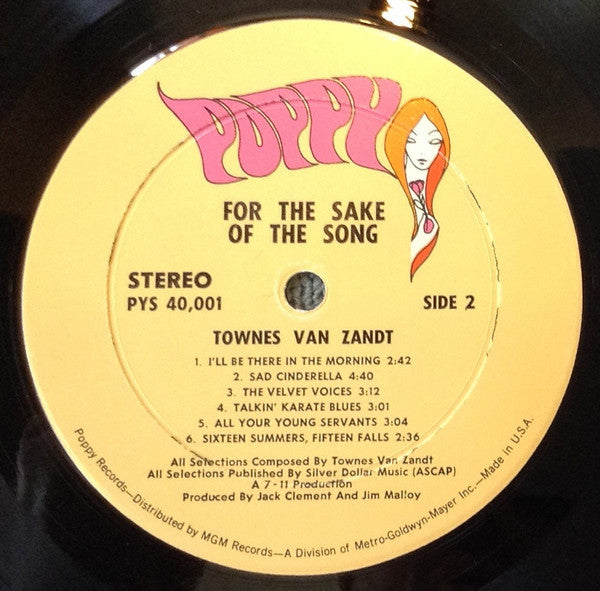 POPPY
FOR THE SAKE
OF THE SONG
STEREO
PYS 40,001
SIDE 2
TOWNES VAN ZANDT
1. I'LL BE THERE IN THE MORNING 2:42
2. SAD CINDERELLA 4:40
3. THE VELVET VOICES 3:12
4. TALKIN' KARATE BLUES 3:01
5. ALL YOUR YOUNG SERVANTS 3:04
6. SIXTEEN SUMMERS, FIFTEEN FALLS 2:36
All Selections Composed By Townes Van Zandt
All Selections Published By Silver Dollar Music (ASCAP)
A 7-11 Production
Produced By Jack Clement And Jim Malloy
Poppy Records—Distributed by MGM Records—A Division of Metro-Goldwyn-Mayer Inc.—Made in U.S.A.